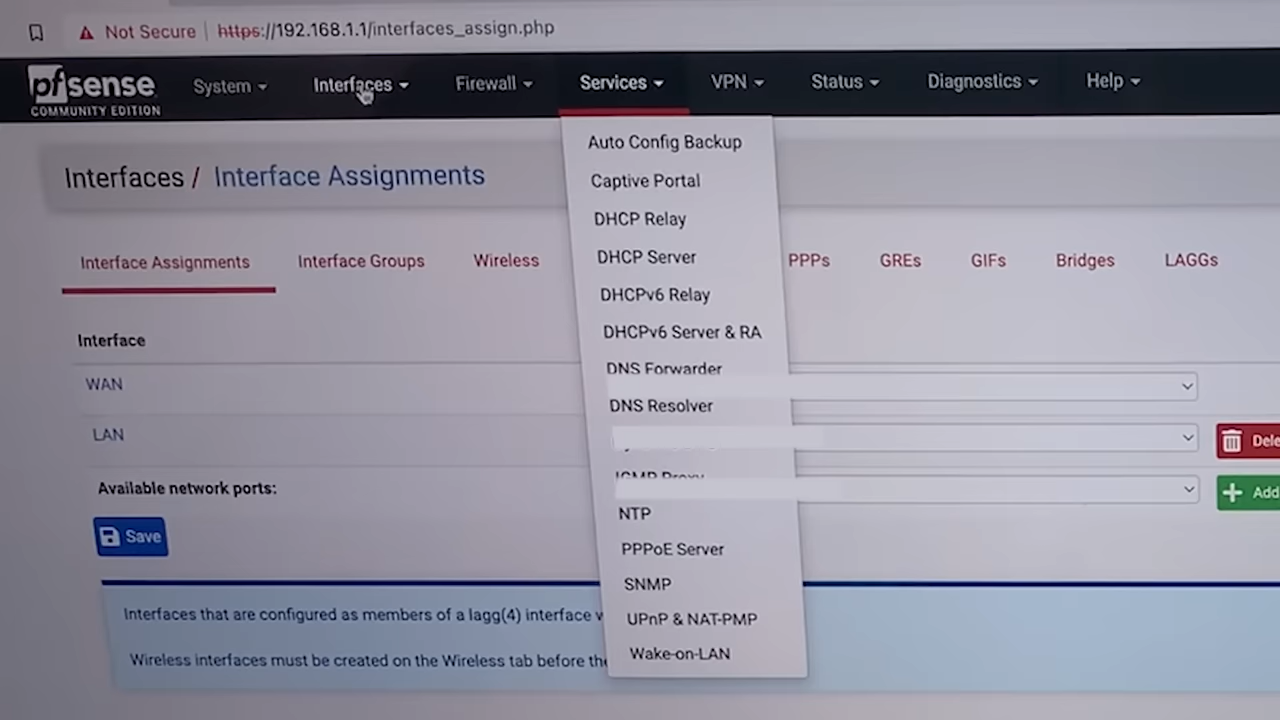 Not Secure | https://192.168.1.1/interfaces_assign.php
pfsense
COMMUNITY EDITION
System Interfaces Firewall Services VPN Status Diagnostics Help
Interfaces / Interface Assignments
Interface Assignments Interface Groups Wireless PPPs GREs GIFs Bridges LAGGs
Auto Config Backup
Captive Portal
DHCP Relay
DHCP Server
DHCPv6 Relay
DHCPv6 Server & RA
DNS Forwarder
DNS Resolver
IGMP Proxy
NTP
PPPoE Server
SNMP
UPnP & NAT-PMP
Wake-on-LAN
Interface
WAN
LAN
Dele
Available network ports:
Add
Save
Interfaces that are configured as members of a lagg(4) interface
Wireless interfaces must be created on the Wireless tab before